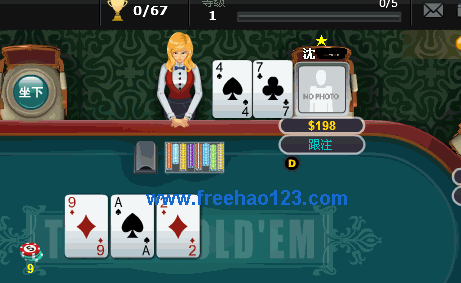 0/67
等级
1
0/5
坐下
4
7
沈
NO PHOTO
4
7
$198
跟注
D
www.freehao123.com
9
A
2
TEXAS HOLD'EM
9
A
2
9